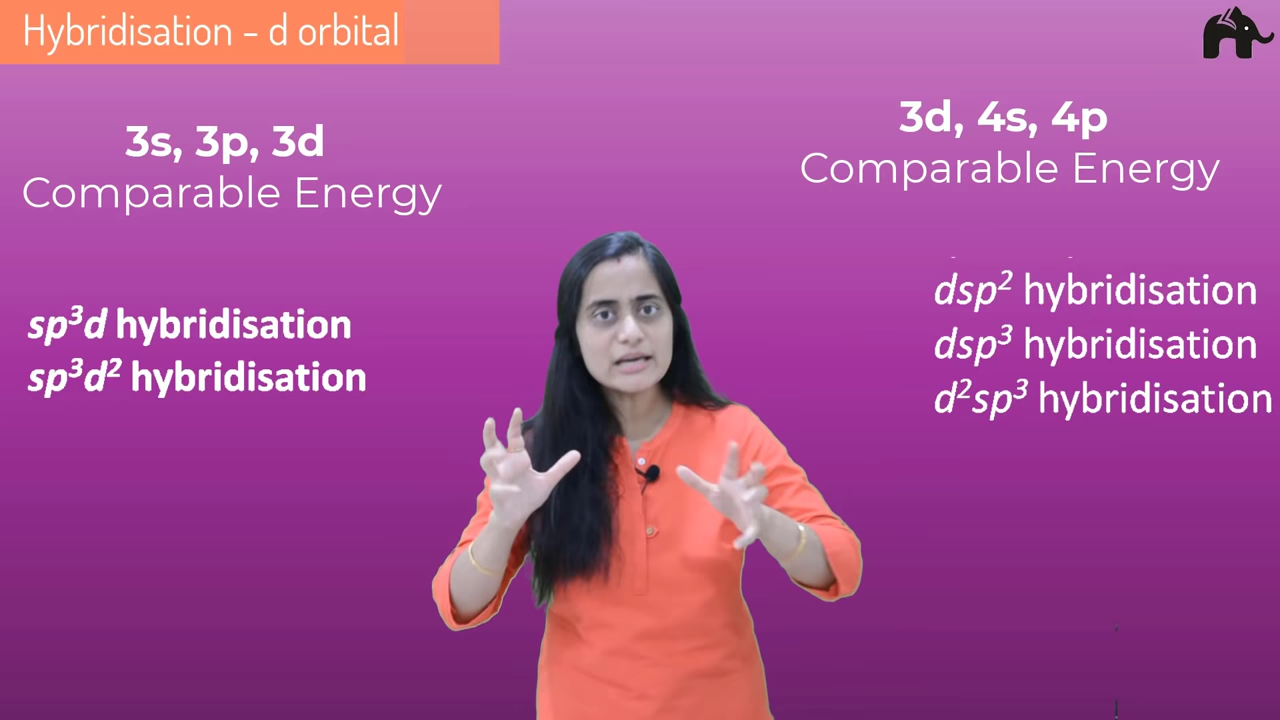 Hybridisation - d orbital
3s, 3p, 3d
Comparable Energy
sp³d hybridisation
sp³d² hybridisation
3d, 4s, 4p
Comparable Energy
dsp² hybridisation
dsp³ hybridisation
d²sp³ hybridisation